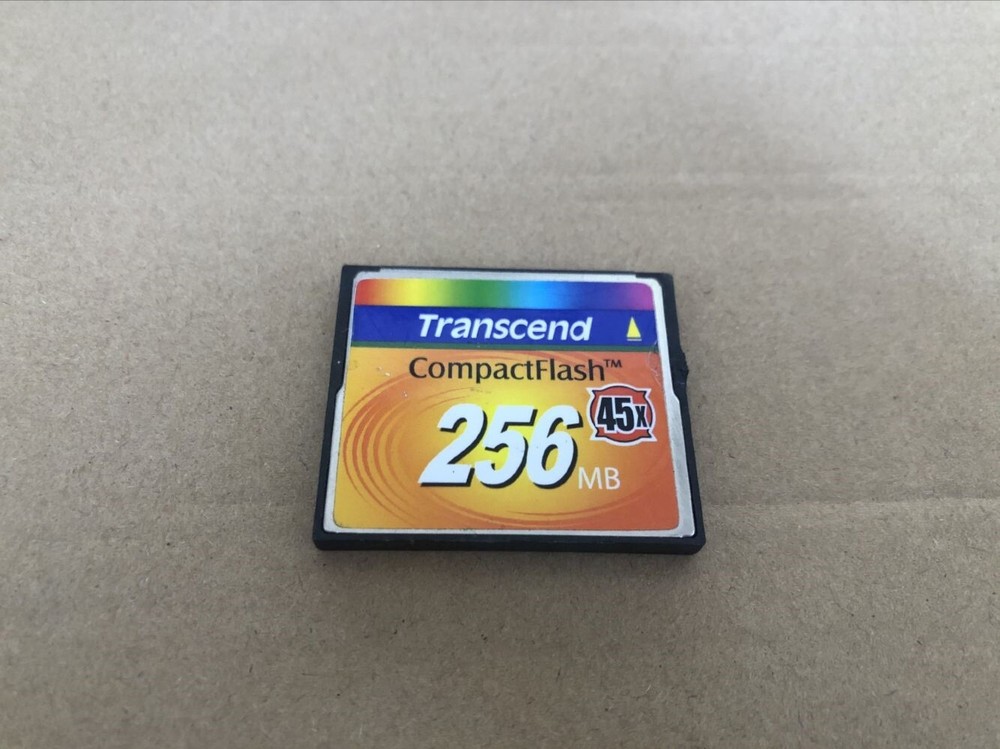 Transcend
CompactFlash™
45x
256 MB